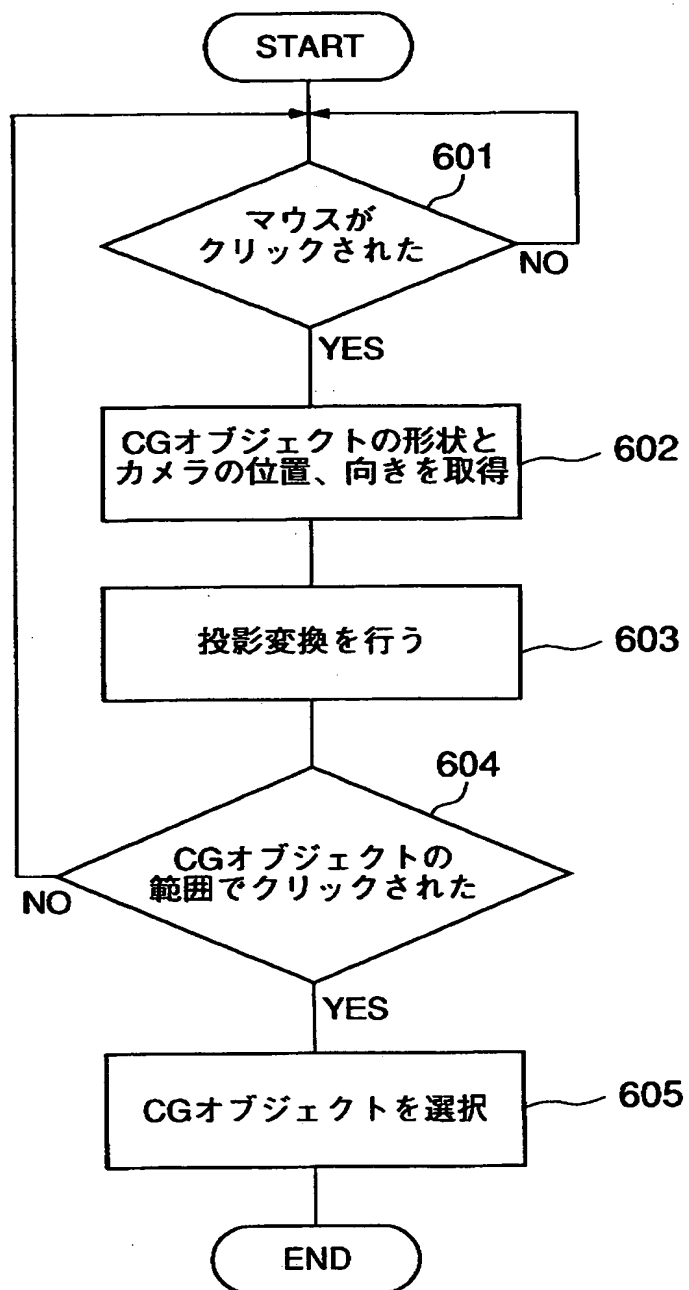 START
601
マウスが
クリックされた
NO
YES
CGオブジェクトの形状と
カメラの位置、向きを取得
602
投影変換を行う
603
604
CGオブジェクトの
範囲でクリックされた
NO
YES
CGオブジェクトを選択
605
END